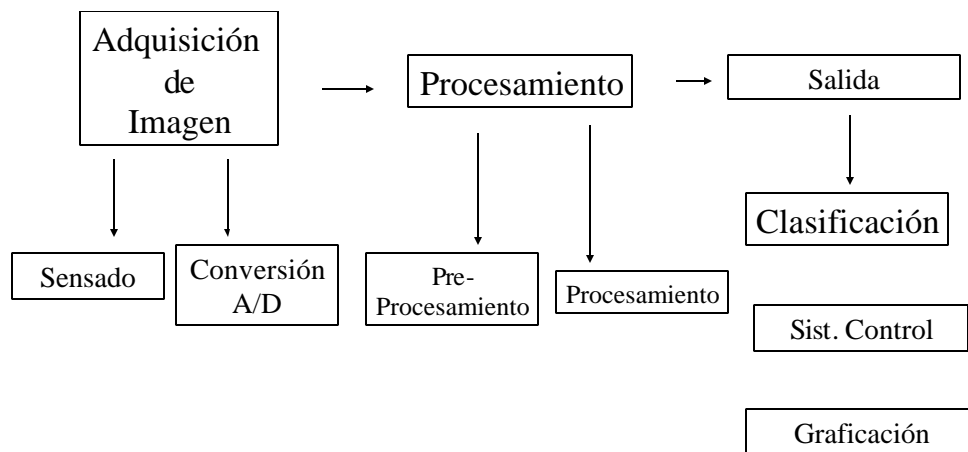 Adquisición
de
Imagen
Procesamiento
Salida
Clasificación
Sensado
Conversión
A/D
Pre-
Procesamiento
Procesamiento
Sist. Control
Graficación